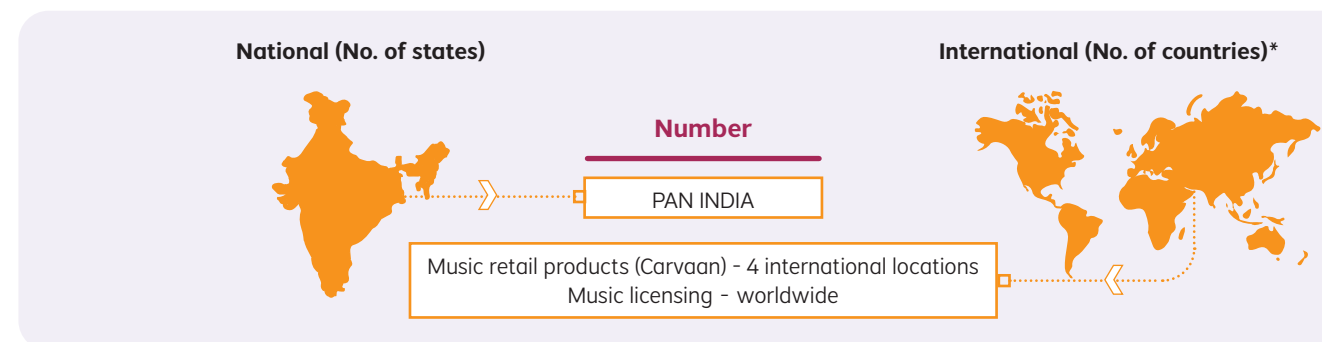 National (No. of states)
International (No. of countries)*
Number
PAN INDIA
Music retail products (Carvaan) - 4 international locations
Music licensing - worldwide